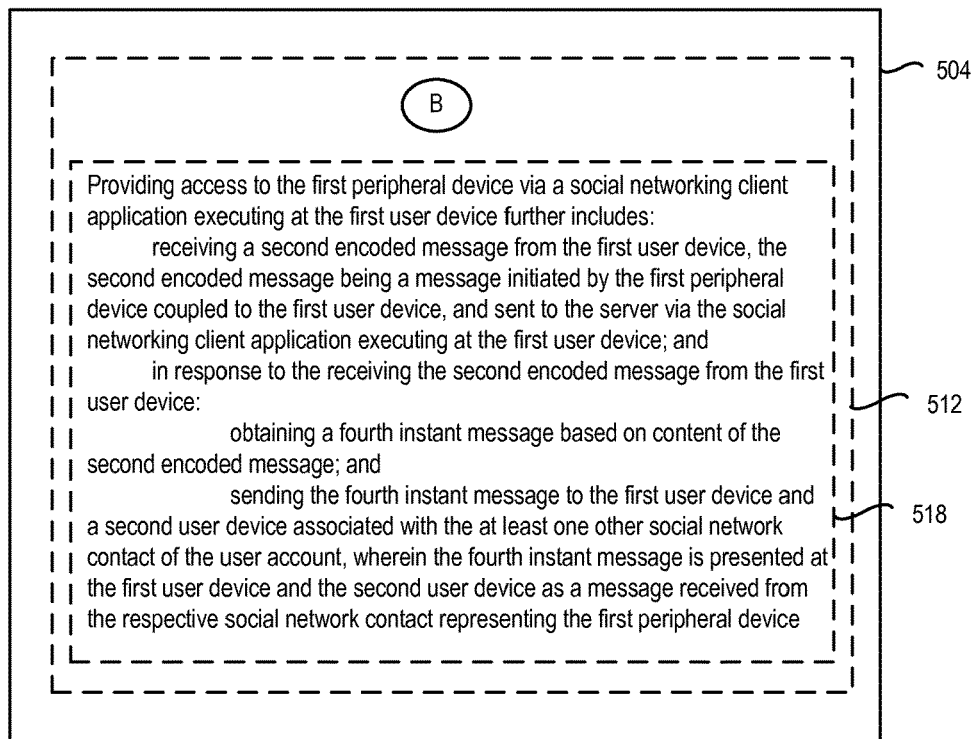 504
B
Providing access to the first peripheral device via a social networking client
application executing at the first user device further includes:
receiving a second encoded message from the first user device, the
second encoded message being a message initiated by the first peripheral
device coupled to the first user device, and sent to the server via the social
networking client application executing at the first user device; and
in response to the receiving the second encoded message from the first
user device:
512
obtaining a fourth instant message based on content of the
second encoded message; and
sending the fourth instant message to the first user device and
518
a second user device associated with the at least one other social network
contact of the user account, wherein the fourth instant message is presented at
the first user device and the second user device as a message received from
the respective social network contact representing the first peripheral device